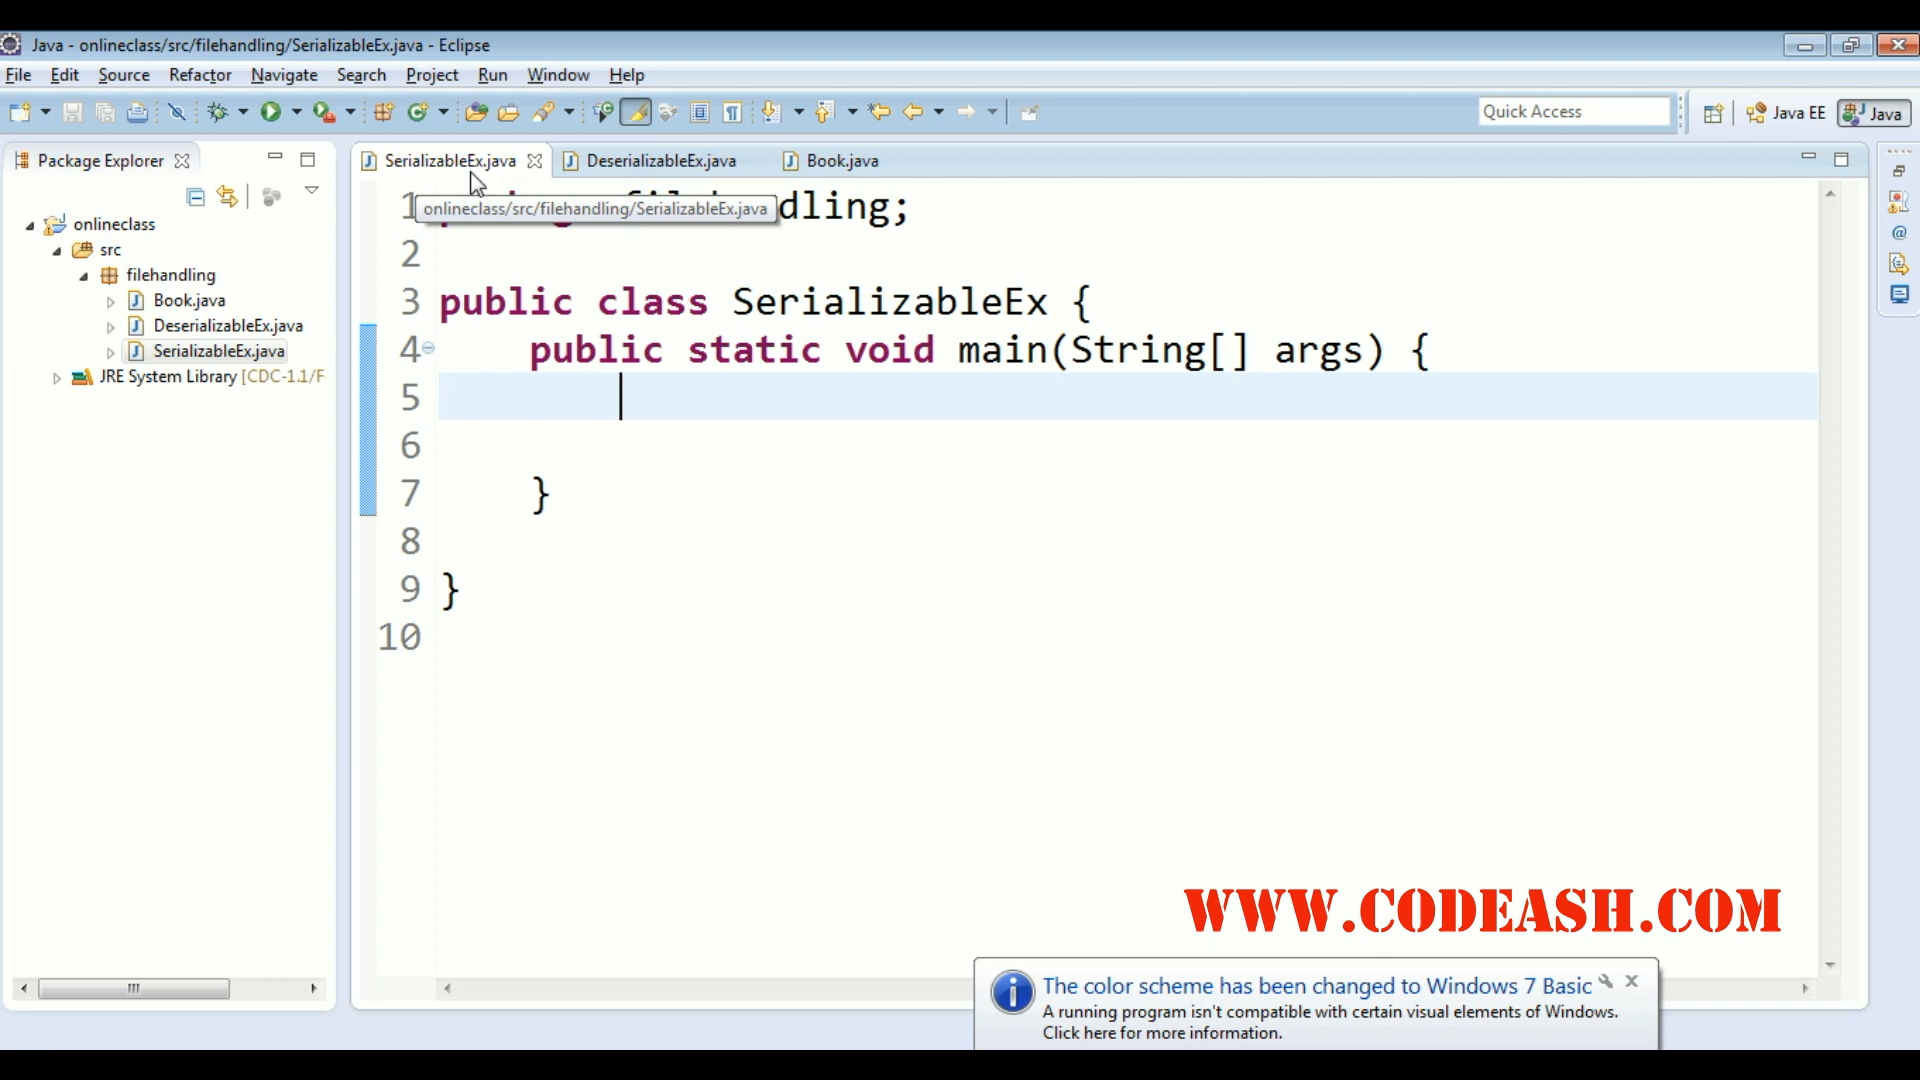 Java - onlineclass/src/filehandling/SerializableEx.java - Eclipse
File Edit Source Refactor Navigate Search Project Run Window Help
Quick Access
Java EE
Java
Package Explorer
SerializableEx.java
DeserializableEx.java
Book.java
onlineclass
src
filehandling
Book.java
DeserializableEx.java
SerializableEx.java
JRE System Library [CDC-1.1/F
onlineclass/src/filehandling/SerializableEx.java
1 dling;
2
3 public class SerializableEx {
4 public static void main(String[] args) {
5
6
7 }
8
9 }
10
WWW.CODEASH.COM
The color scheme has been changed to Windows 7 Basic
A running program isn't compatible with certain visual elements of Windows.
Click here for more information.